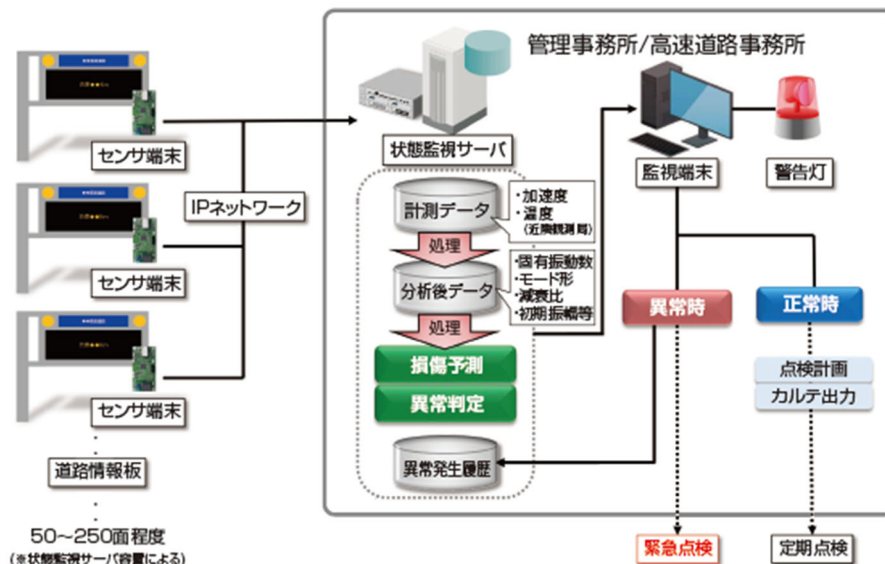 管理事務所/高速道路事務所
センサ端末
IPネットワーク
センサ端末
センサ端末
道路情報板
50～250面程度
(※状態監視サーバ容量による)
状態監視サーバ
計測データ
・加速度
・温度
(近隣観測局)
処理
分析後データ
・固有振動数
・モード形
・減衰比
・初期振幅等
処理
損傷予測
異常判定
異常発生履歴
監視端末
警告灯
異常時
正常時
点検計画
カルテ出力
緊急点検
定期点検